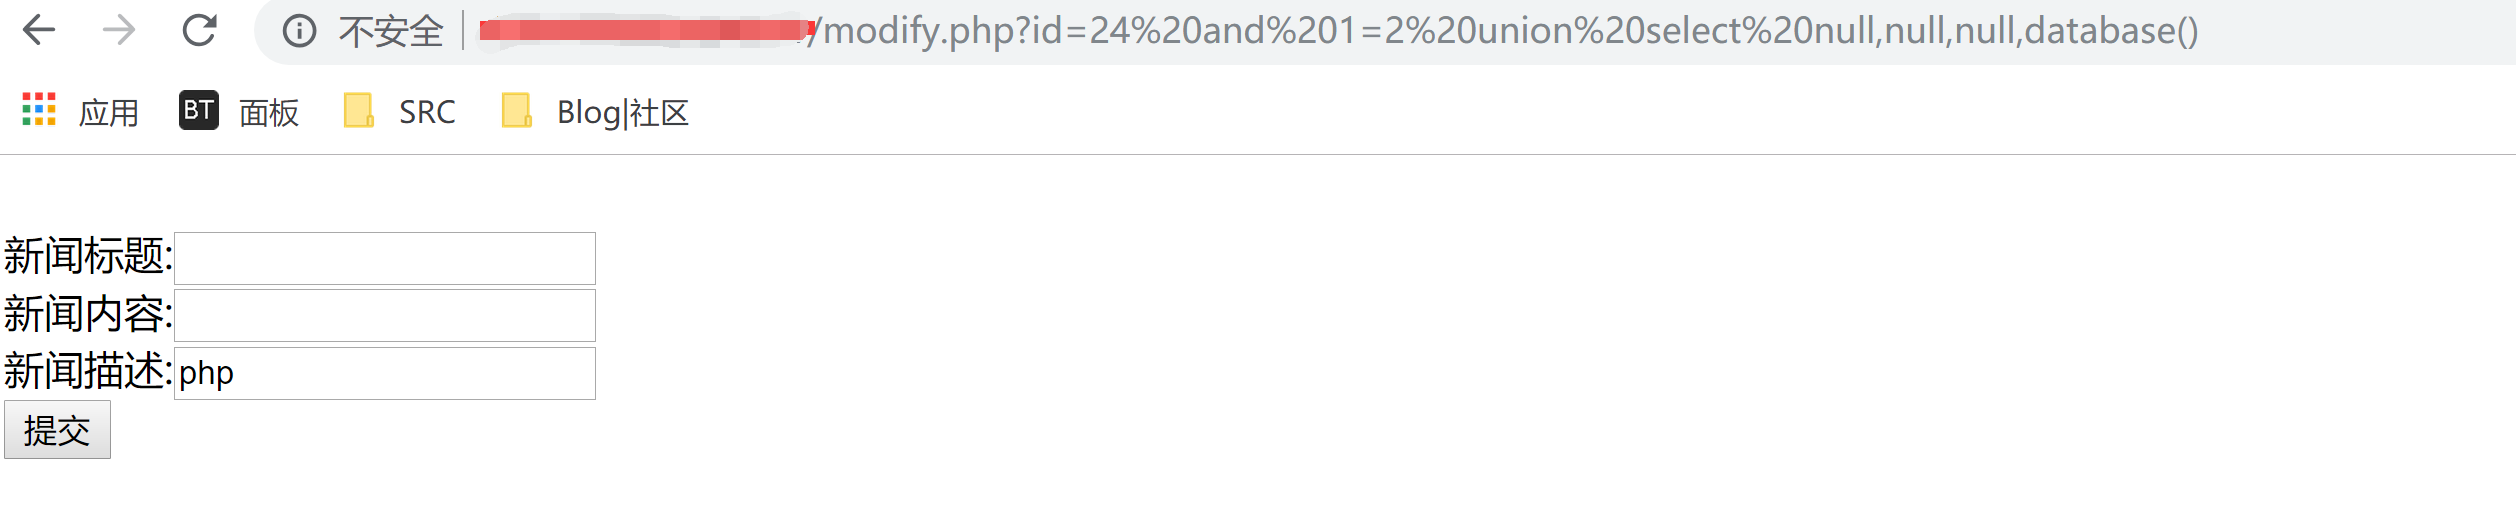 不安全 /modify.php?id=24%20and%201=2%20union%20select%20null,null,null,database()
应用 BT 面板 SRC Blog|社区
新闻标题:
新闻内容:
新闻描述:php
提交